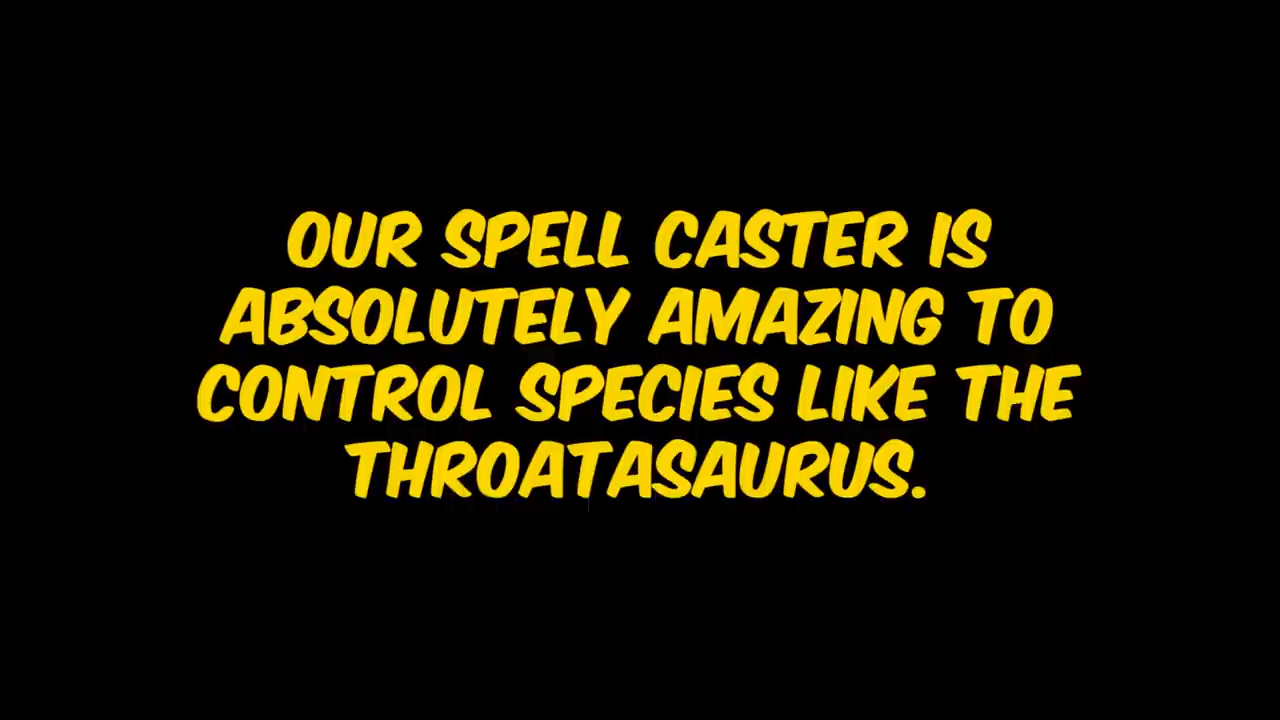 OUR SPELL CASTER IS
ABSOLUTELY AMAZING TO
CONTROL SPECIES LIKE THE
THROATASAURUS.